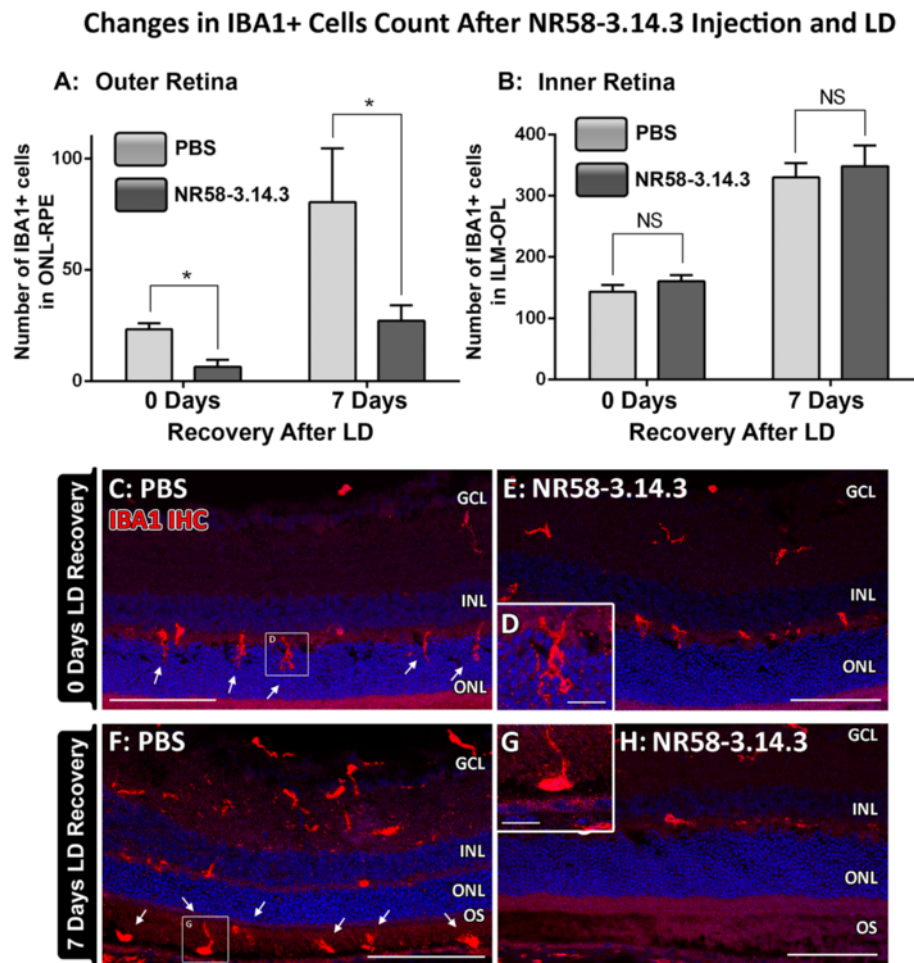 Changes in IBA1+ Cells Count After NR58-3.14.3 Injection and LD
A: Outer Retina
Number of IBA1+ cells
in ONL-RPE
100
50
0
PBS
NR58-3.14.3
*
*
0 Days
7 Days
Recovery After LD
B: Inner Retina
Number of IBA1+ cells
in ILM-OPL
400
300
200
100
0
PBS
NR58-3.14.3
NS
NS
0 Days
7 Days
Recovery After LD
0 Days LD Recovery
C: PBS
IBA1 IHC
GCL
INL
D
ONL
E: NR58-3.14.3
GCL
INL
D
ONL
7 Days LD Recovery
F: PBS
GCL
INL
ONL
OS
G
G
H: NR58-3.14.3
GCL
INL
ONL
OS